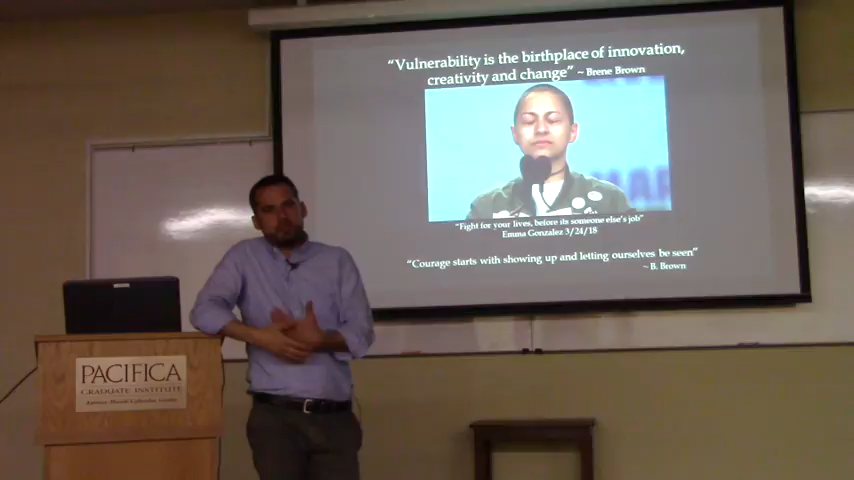 “Vulnerability is the birthplace of innovation,
creativity and change” ~ Brene Brown
“Fight for your lives, before its someone else’s job”
Emma Gonzalez 3/24/18
“Courage starts with showing up and letting ourselves be seen”
~ B. Brown
PACIFICA
GRADUATE INSTITUTE